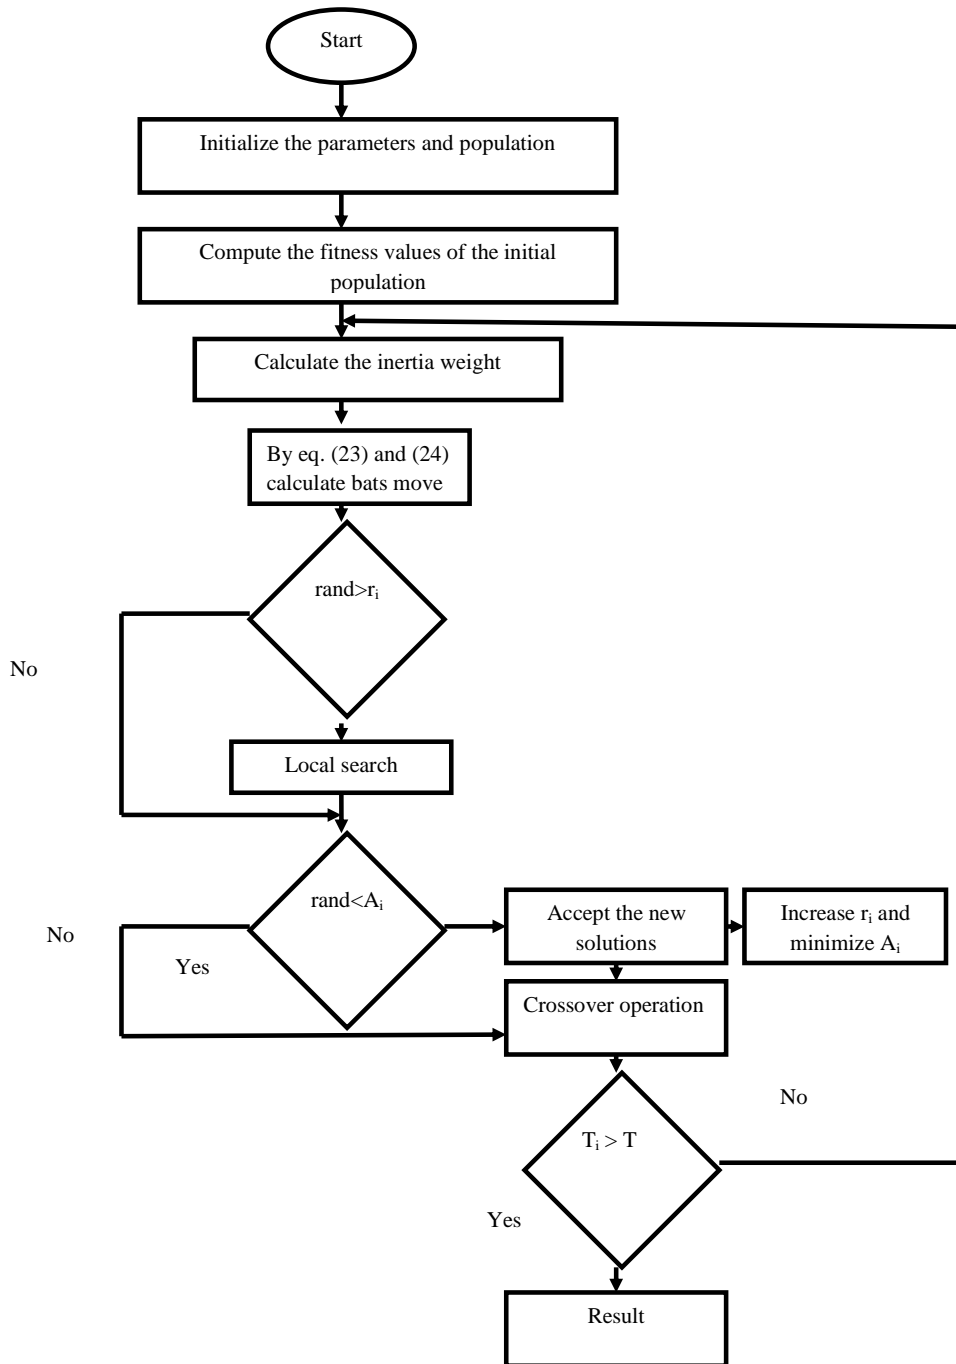 Start
Initialize the parameters and population
Compute the fitness values of the initial
population
Calculate the inertia weight
By eq. (23) and (24)
calculate bats move
rand>rᵢ
No
Local search
rand<Aᵢ
Accept the new
solutions
Increase rᵢ and
minimize Aᵢ
No
Yes
Crossover operation
No
Tᵢ > T
Yes
Result